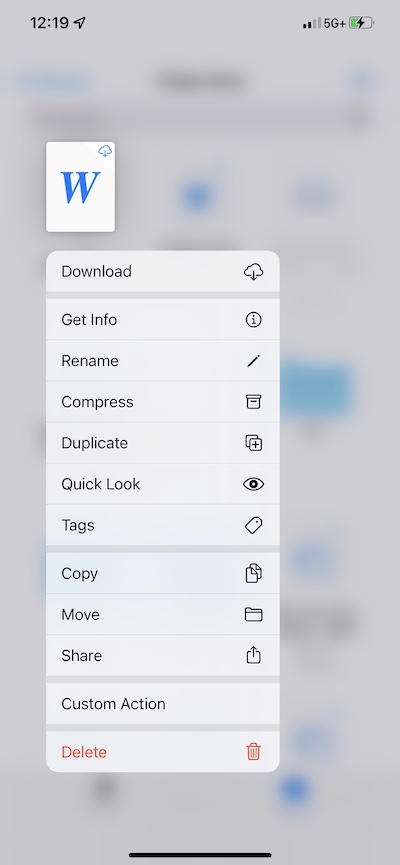 12:19
5G+
W
Download
Get Info
Rename
Compress
Duplicate
Quick Look
Tags
Copy
Move
Share
Custom Action
Delete